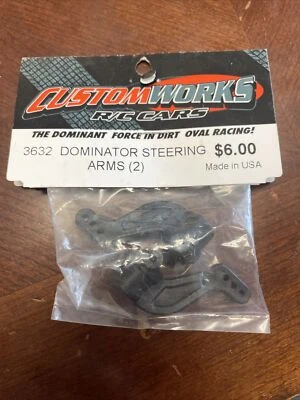 CUSTOMWORKS
R/C CARS
THE DOMINANT FORCE IN DIRT OVAL RACING!
3632 DOMINATOR STEERING $6.00
ARMS (2) Made in USA